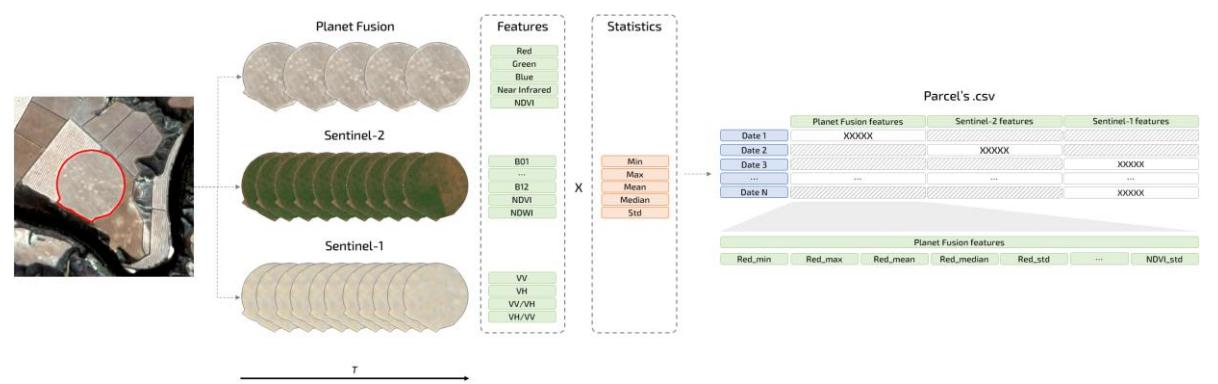 Planet Fusion
Features
Statistics
Red
Green
Blue
Near Infrared
NDVI
Sentinel-2
B01
...
B12
NDVI
NDWI
X
Min
Max
Mean
Median
Std
Sentinel-1
VV
VH
VV/VH
VH/VV
T
Parcel's .csv
Planet Fusion features Sentinel-2 features Sentinel-1 features
Date 1 XXXXX
Date 2 XXXXX
Date 3 XXXXX
... ... ... ...
Date N XXXXX
Planet Fusion features
Red_min Red_max Red_mean Red_median Red_std ... NDVI_std